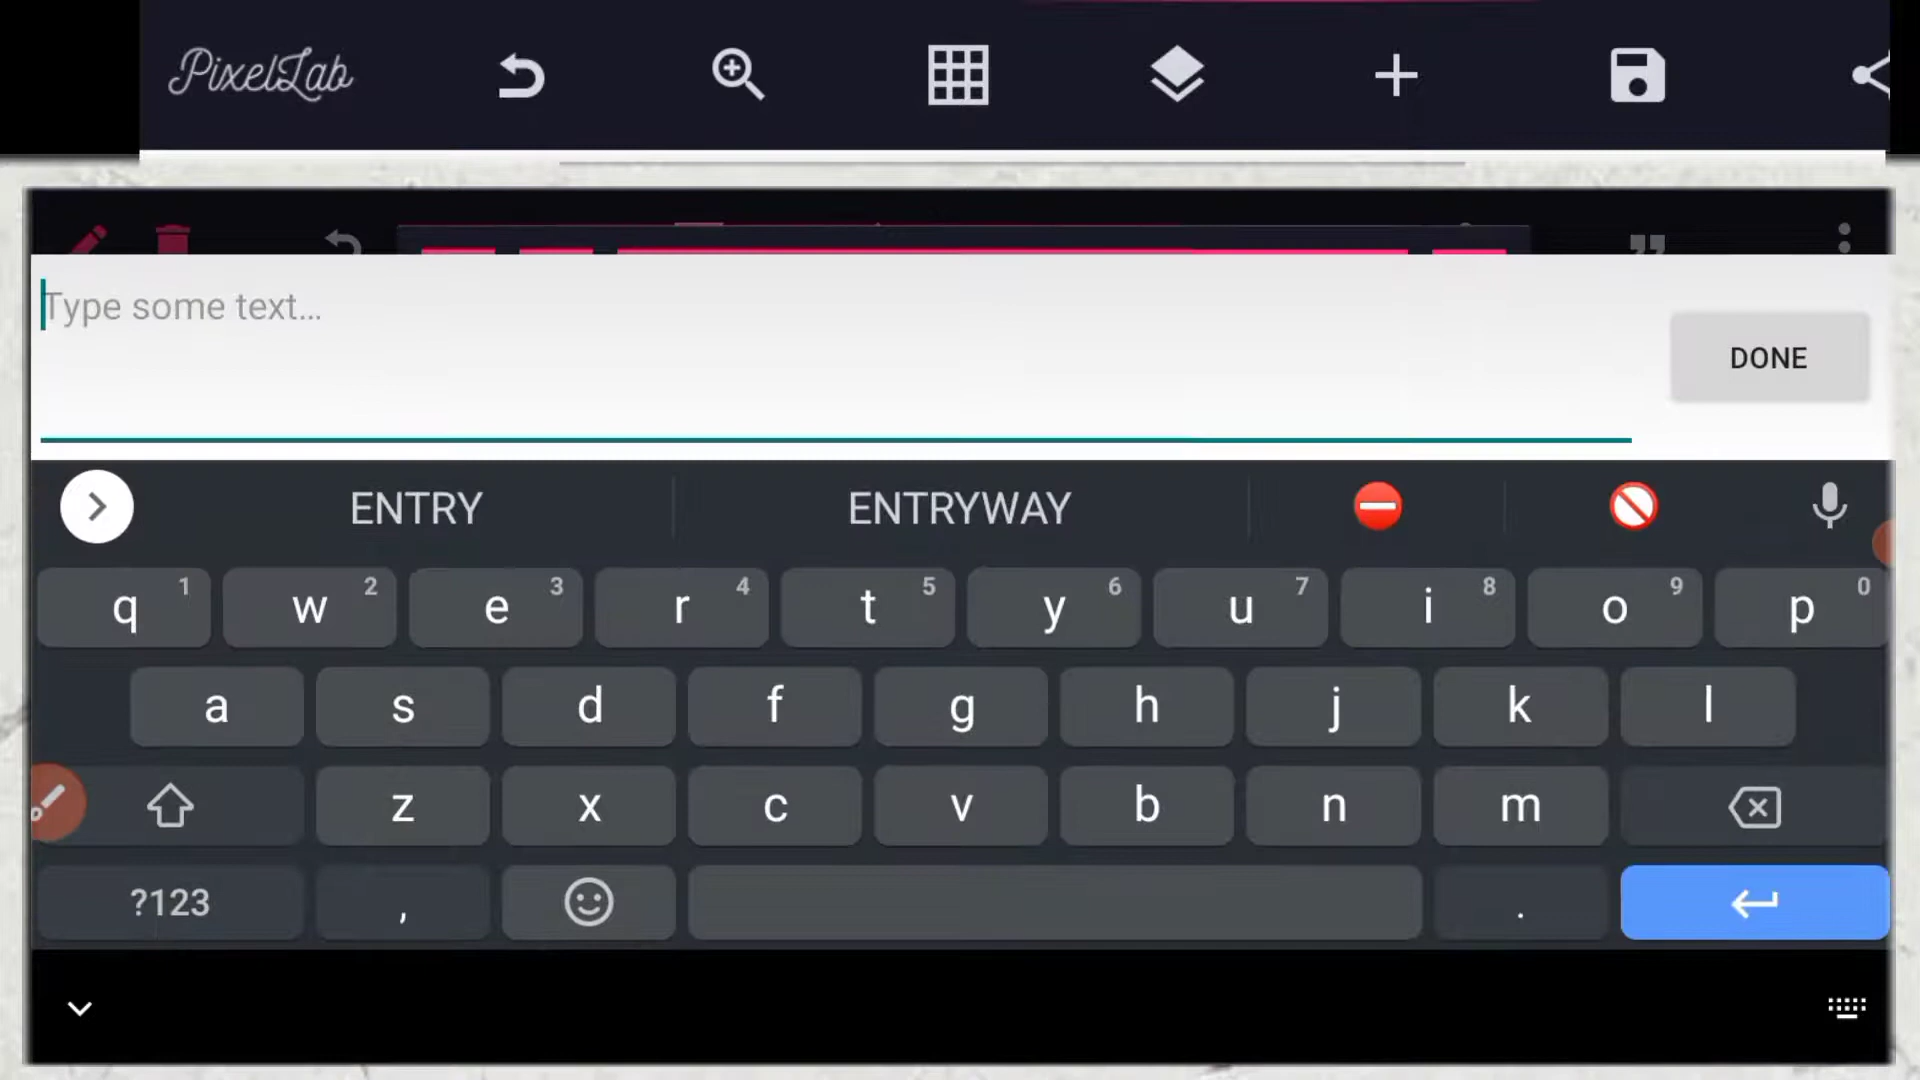 PixelLab
Type some text...
DONE
ENTRY ENTRYWAY
q 1 w 2 e 3 r 4 t 5 y 6 u 7 i 8 o 9 p 0
a s d f g h j k l
z x c v b n m
?123 , .